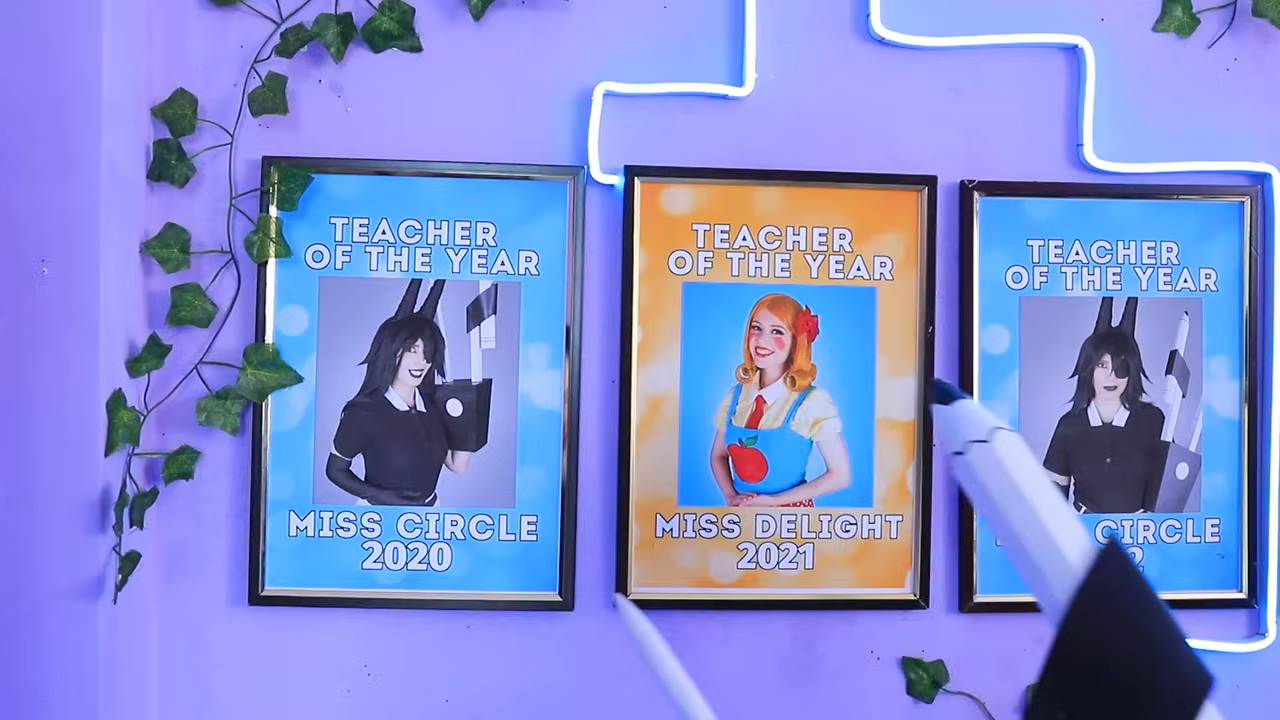 TEACHER
OF THE YEAR
MISS CIRCLE
2020
TEACHER
OF THE YEAR
MISS DELIGHT
2021
TEACHER
OF THE YEAR
CIRCLE